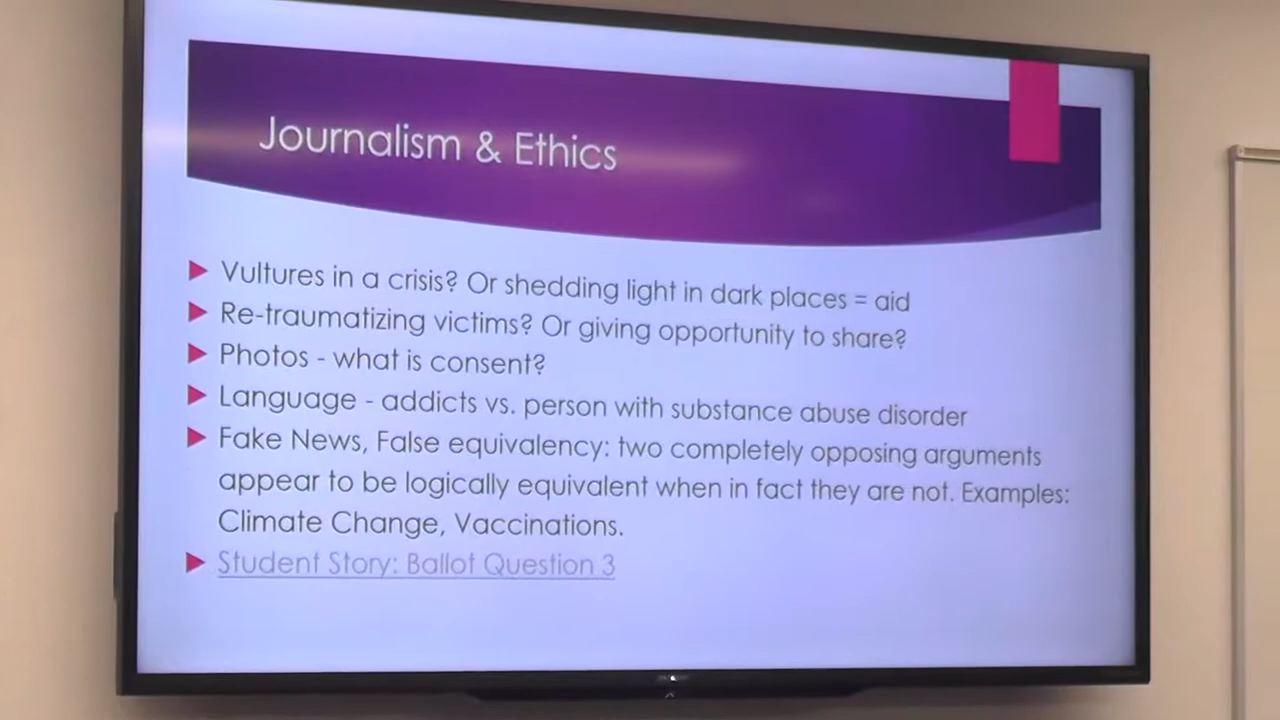 Journalism & Ethics
Vultures in a crisis? Or shedding light in dark places = aid
Re-traumatizing victims? Or giving opportunity to share?
Photos - what is consent?
Language - addicts vs. person with substance abuse disorder
Fake News, False equivalency: two completely opposing arguments
appear to be logically equivalent when in fact they are not. Examples:
Climate Change, Vaccinations.
Student Story: Ballot Question 3